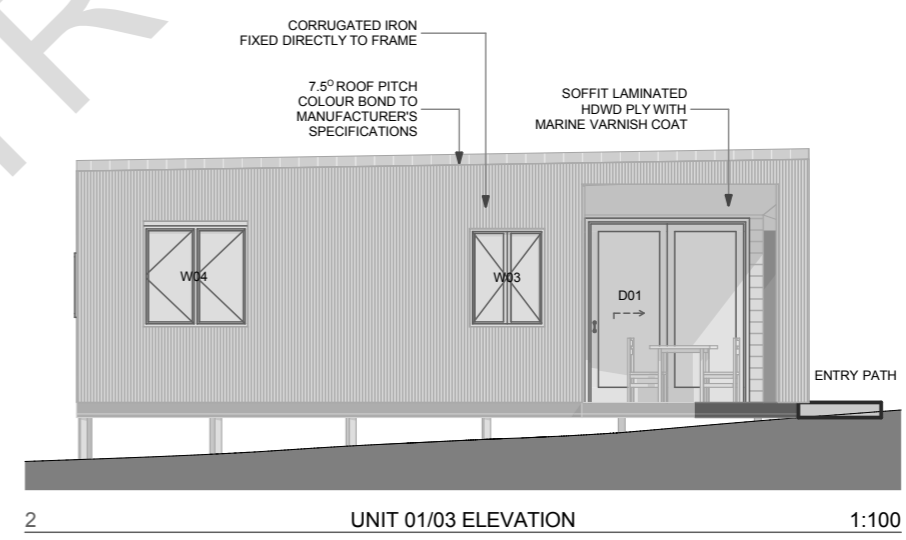 CORRUGATED IRON
FIXED DIRECTLY TO FRAME
7.5O ROOF PITCH
COLOUR BOND TO
MANUFACTURER'S
SPECIFICATIONS
SOFFIT LAMINATED
HDWD PLY WITH
MARINE VARNISH COAT
W04
W03
D01
ENTRY PATH
2
UNIT 01/03 ELEVATION
1:100